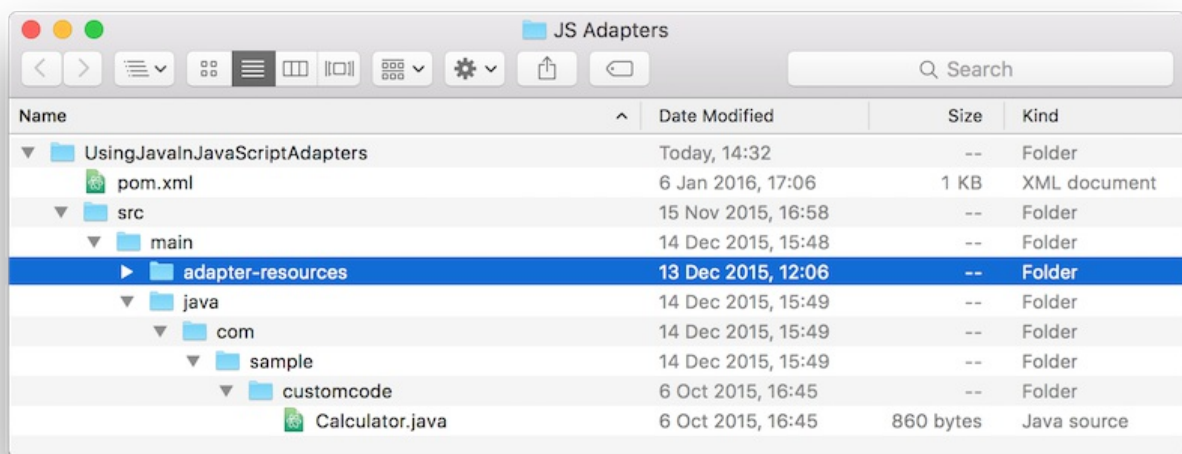 JS Adapters
Search
Name Date Modified Size Kind
UsingJavaInJavaScriptAdapters Today, 14:32 -- Folder
pom.xml 6 Jan 2016, 17:06 1 KB XML document
src 15 Nov 2015, 16:58 -- Folder
main 14 Dec 2015, 15:48 -- Folder
adapter-resources 13 Dec 2015, 12:06 -- Folder
java 14 Dec 2015, 15:49 -- Folder
com 14 Dec 2015, 15:49 -- Folder
sample 14 Dec 2015, 15:49 -- Folder
customcode 6 Oct 2015, 16:45 -- Folder
Calculator.java 6 Oct 2015, 16:45 860 bytes Java source